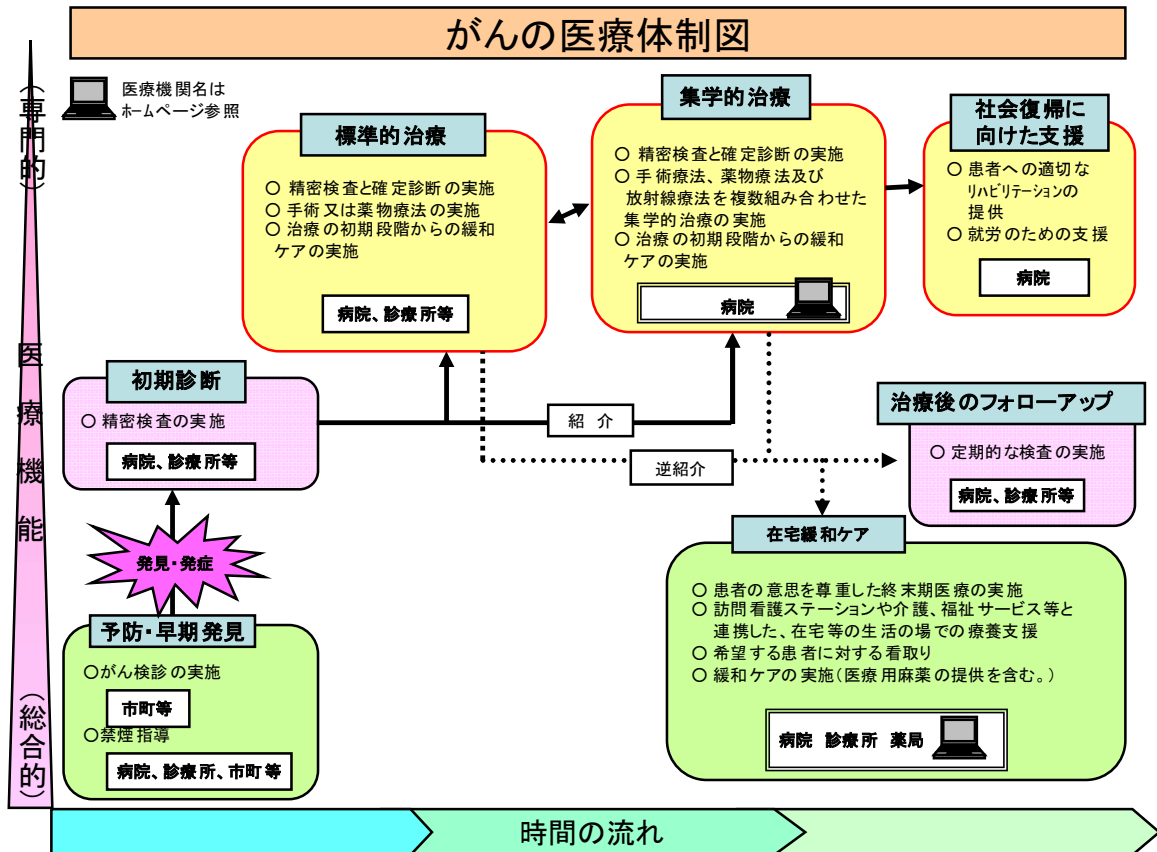 がんの医療体制図
医療機関名は
ホームページ参照
(専門的)
医療機能
(総合的)
標準的治療
○ 精密検査と確定診断の実施
○ 手術又は薬物療法の実施
○ 治療の初期段階からの緩和
ケアの実施
病院、診療所等
集学的治療
○ 精密検査と確定診断の実施
○ 手術療法、薬物療法及び
放射線療法を複数組み合わせた
集学的治療の実施
○ 治療の初期段階からの緩和
ケアの実施
病院
社会復帰に
向けた支援
○ 患者への適切な
リハビリテーションの
提供
○ 就労のための支援
病院
初期診断
○ 精密検査の実施
病院、診療所等
紹 介
逆紹介
治療後のフォローアップ
○ 定期的な検査の実施
病院、診療所等
発見・発症
予防・早期発見
○がん検診の実施
市町等
○禁煙指導
病院、診療所、市町等
在宅緩和ケア
○ 患者の意思を尊重した終末期医療の実施
○ 訪問看護ステーションや介護、福祉サービス等と
連携した、在宅等の生活の場での療養支援
○ 希望する患者に対する看取り
○ 緩和ケアの実施(医療用麻薬の提供を含む。)
病院 診療所 薬局
時間の流れ